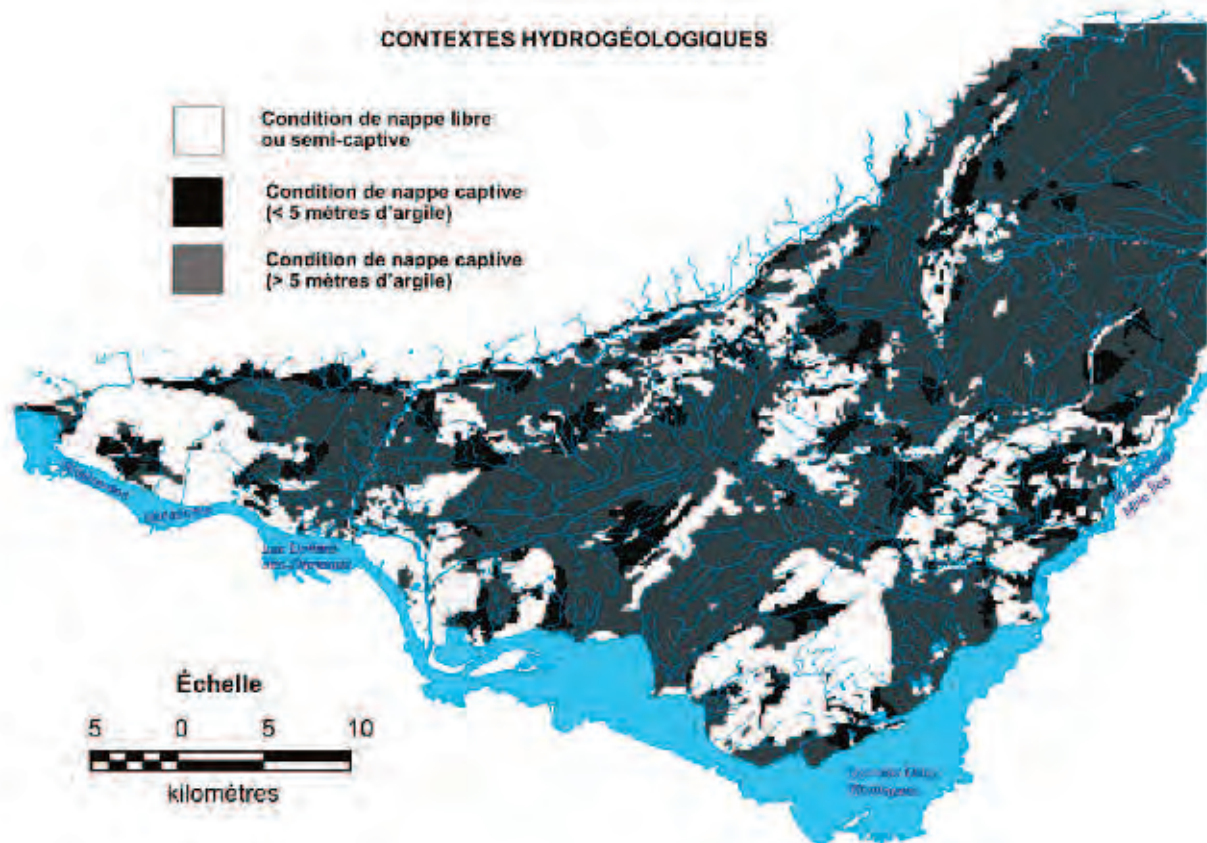 CONTEXTES HYDROGÉOLOGIQUES
Condition de nappe libre
ou semi-captive
Condition de nappe captive
(< 5 mètres d'argile)
Condition de nappe captive
(> 5 mètres d'argile)
Lac
Échelle
5 0 5 10
kilomètres